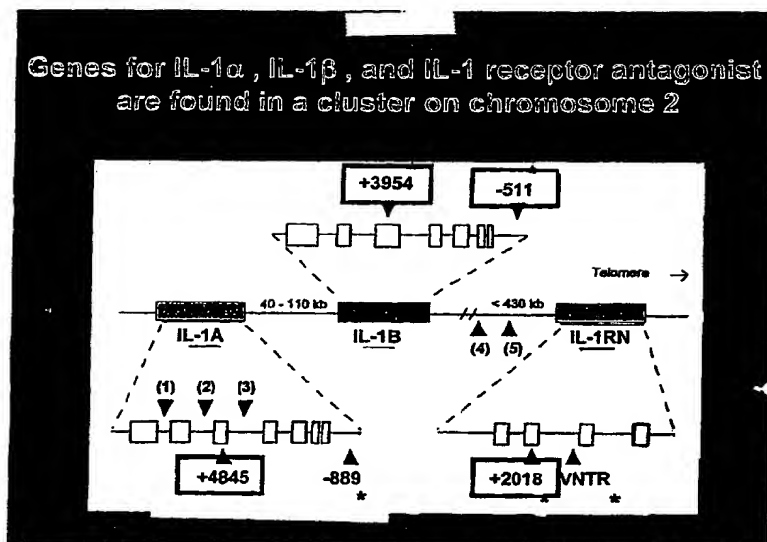 Genes for IL-1α , IL-1β , and IL-1 receptor antagonist
are found in a cluster on chromosome 2
+3954
-511
Telomere →
40 - 110 kb
< 430 kb
IL-1A
IL-1B
(4)
(5)
IL-1RN
(1)
(2)
(3)
+4845
-889
*
+2018
*
VNTR
*